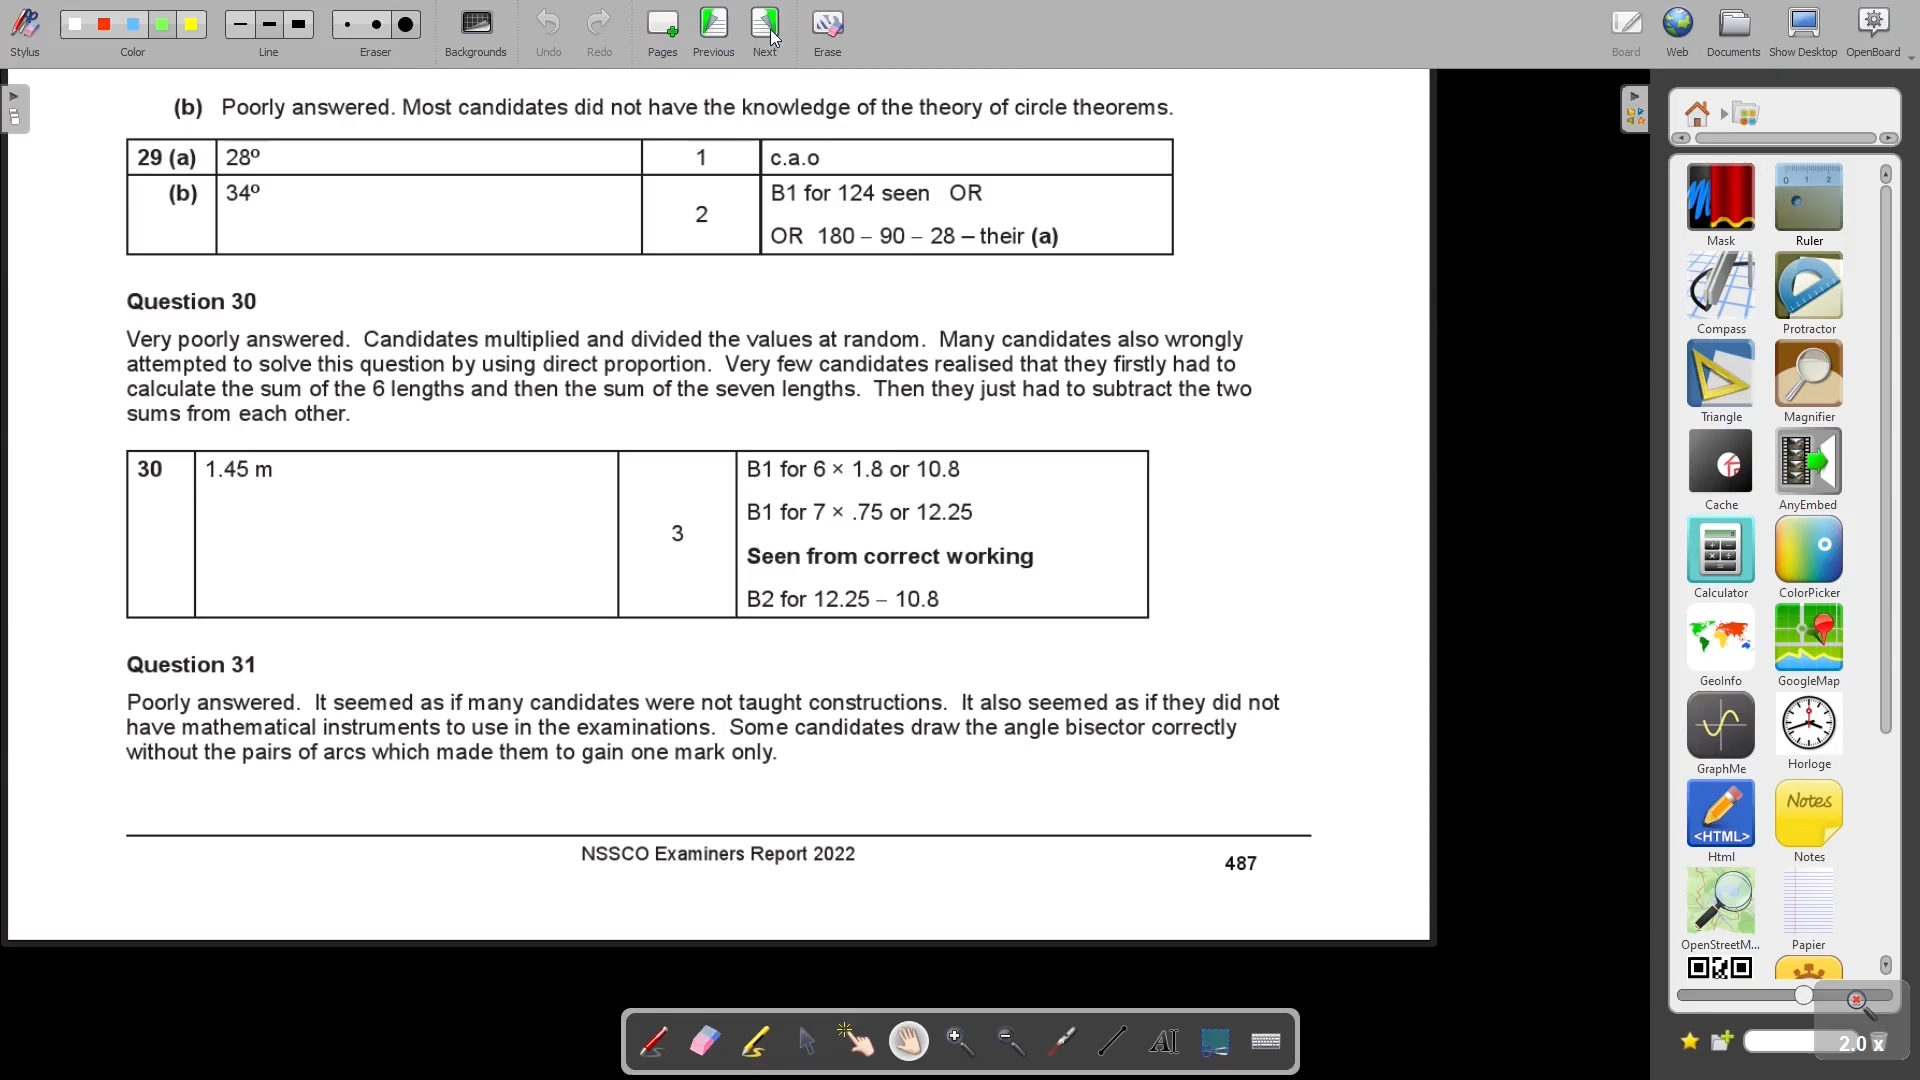 Stylus
Color
Line
Eraser
Backgrounds
Undo
Redo
Pages
Previous
Next
Erase
Board
Web
Documents
Show Desktop
OpenBoard
(b) Poorly answered. Most candidates did not have the knowledge of the theory of circle theorems.
29 (a) 28º 1 c.a.o
(b) 34º 2 B1 for 124 seen OR
OR 180 – 90 – 28 – their (a)
Question 30
Very poorly answered. Candidates multiplied and divided the values at random. Many candidates also wrongly
attempted to solve this question by using direct proportion. Very few candidates realised that they firstly had to
calculate the sum of the 6 lengths and then the sum of the seven lengths. Then they just had to subtract the two
sums from each other.
30 1.45 m 3 B1 for 6 × 1.8 or 10.8
B1 for 7 × .75 or 12.25
Seen from correct working
B2 for 12.25 – 10.8
Question 31
Poorly answered. It seemed as if many candidates were not taught constructions. It also seemed as if they did not
have mathematical instruments to use in the examinations. Some candidates draw the angle bisector correctly
without the pairs of arcs which made them to gain one mark only.
NSSCO Examiners Report 2022
487
Mask
Ruler
Compass
Protractor
Triangle
Magnifier
Cache
AnyEmbed
Calculator
ColorPicker
GeoInfo
GoogleMap
GraphMe
Horloge
<HTML>
Html
Notes
Notes
OpenStreetM...
Papier
AI
2.0 x